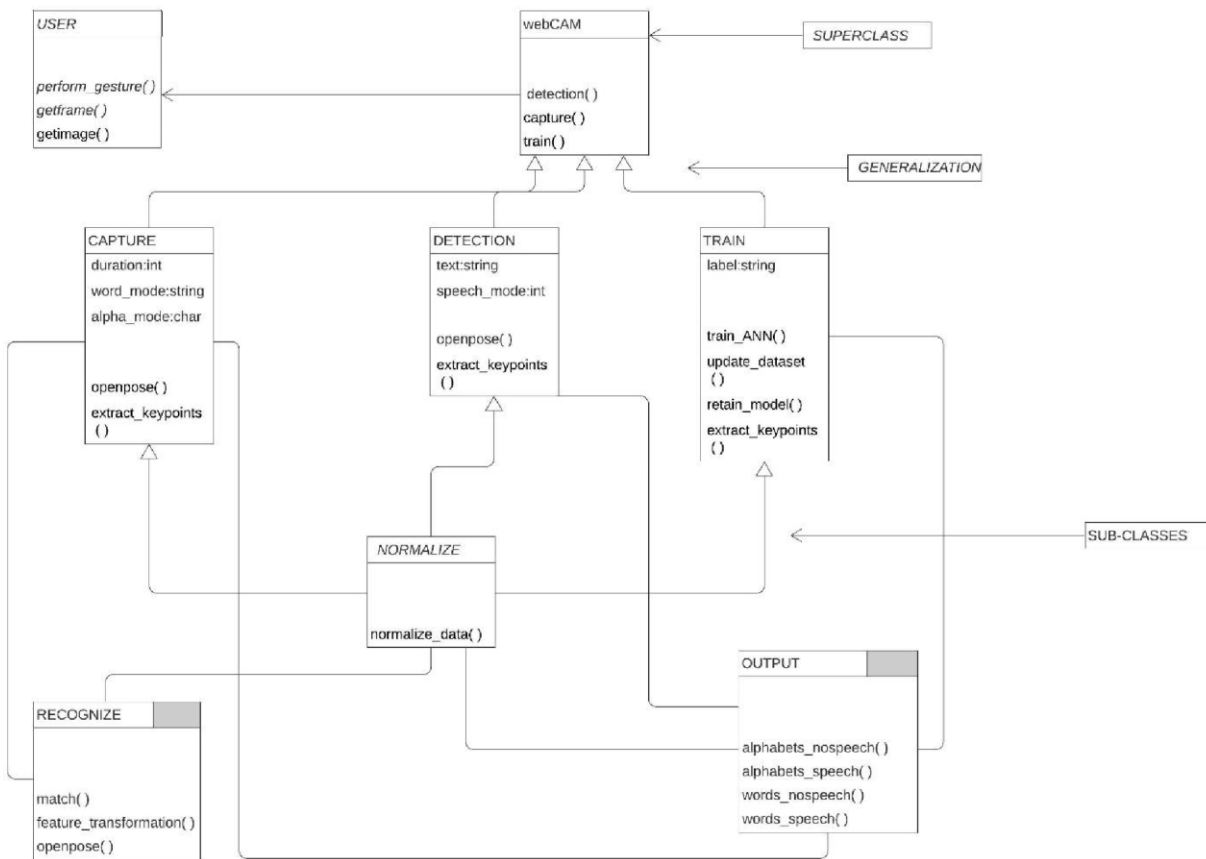 USER
perform_gesture( )
getframe( )
getimage( )
webCAM
detection( )
capture( )
train( )
SUPERCLASS
GENERALIZATION
CAPTURE
duration:int
word_mode:string
alpha_mode:char
openpose( )
extract_keypoints
( )
DETECTION
text:string
speech_mode:int
openpose( )
extract_keypoints
( )
TRAIN
label:string
train_ANN( )
update_dataset
( )
retain_model( )
extract_keypoints
( )
NORMALIZE
normalize_data( )
SUB-CLASSES
RECOGNIZE
match( )
feature_transformation( )
openpose( )
OUTPUT
alphabets_nospeech( )
alphabets_speech( )
words_nospeech( )
words_speech( )